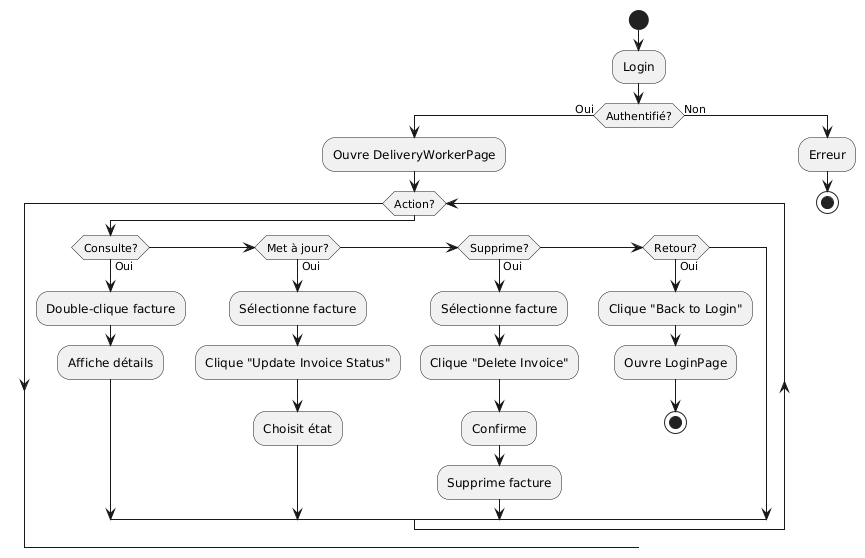 Login
Oui
Authentifié?
Non
Ouvre DeliveryWorkerPage
Erreur
Action?
Consulte?
Met à jour?
Supprime?
Retour?
Oui
Oui
Oui
Oui
Double-clique facture
Sélectionne facture
Sélectionne facture
Clique "Back to Login"
Affiche détails
Clique "Update Invoice Status"
Clique "Delete Invoice"
Ouvre LoginPage
Choisit état
Confirme
Supprime facture